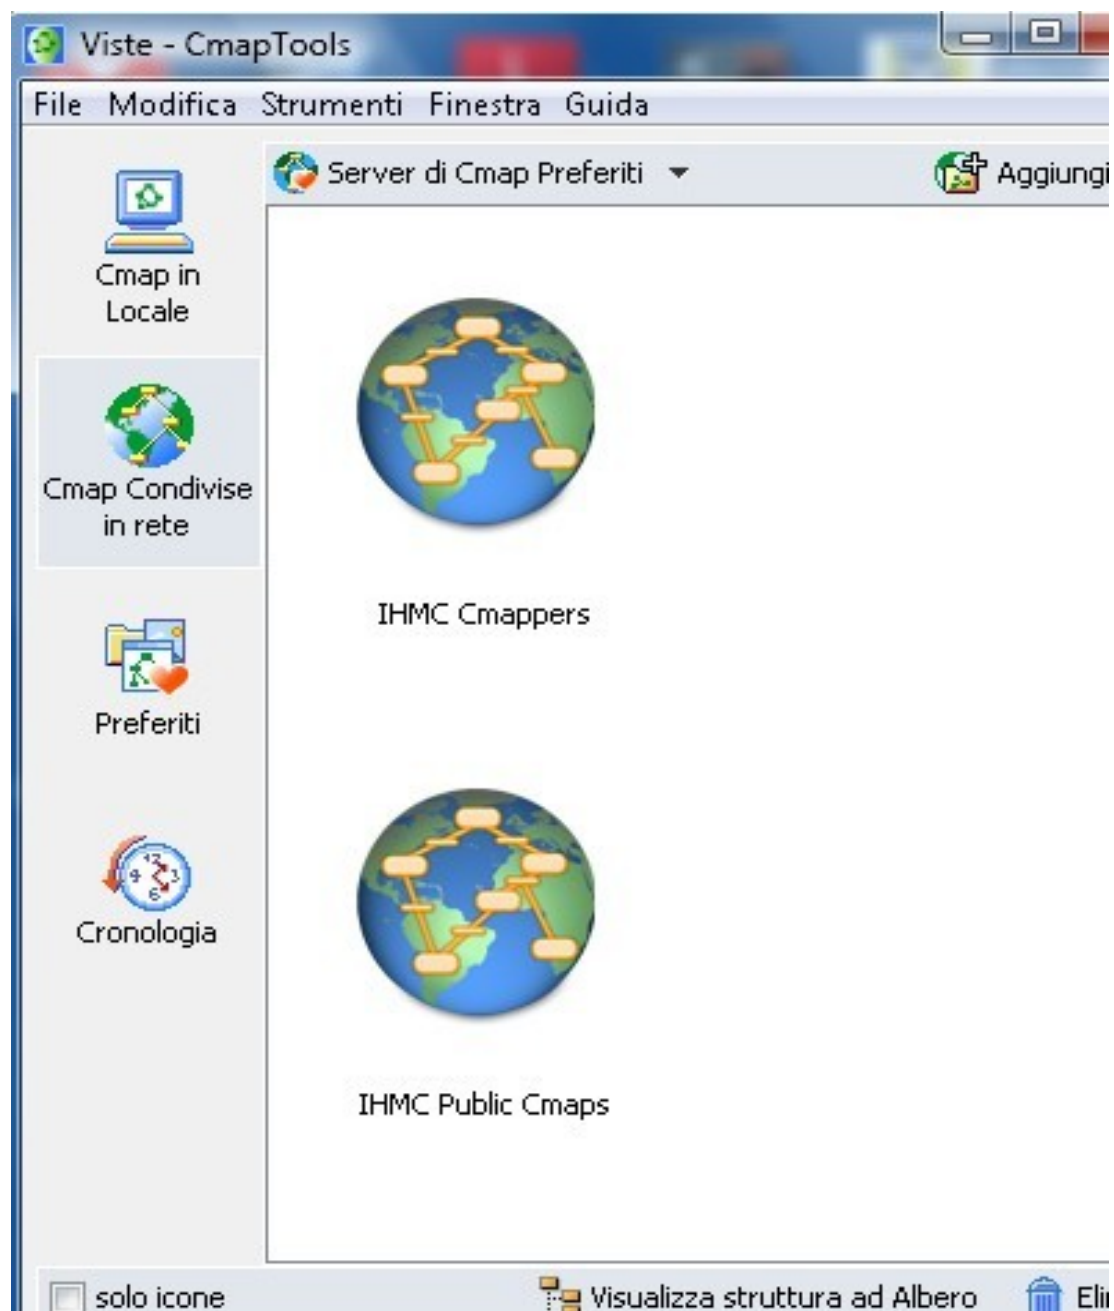 Viste - CmapTools
File Modifica Strumenti Finestra Guida
Server di Cmap Preferiti
Aggiungi
Cmap in
Locale
Cmap Condivise
in rete
Preferiti
Cronologia
IHMC Cmappers
IHMC Public Cmaps
solo icone
Visualizza struttura ad Albero